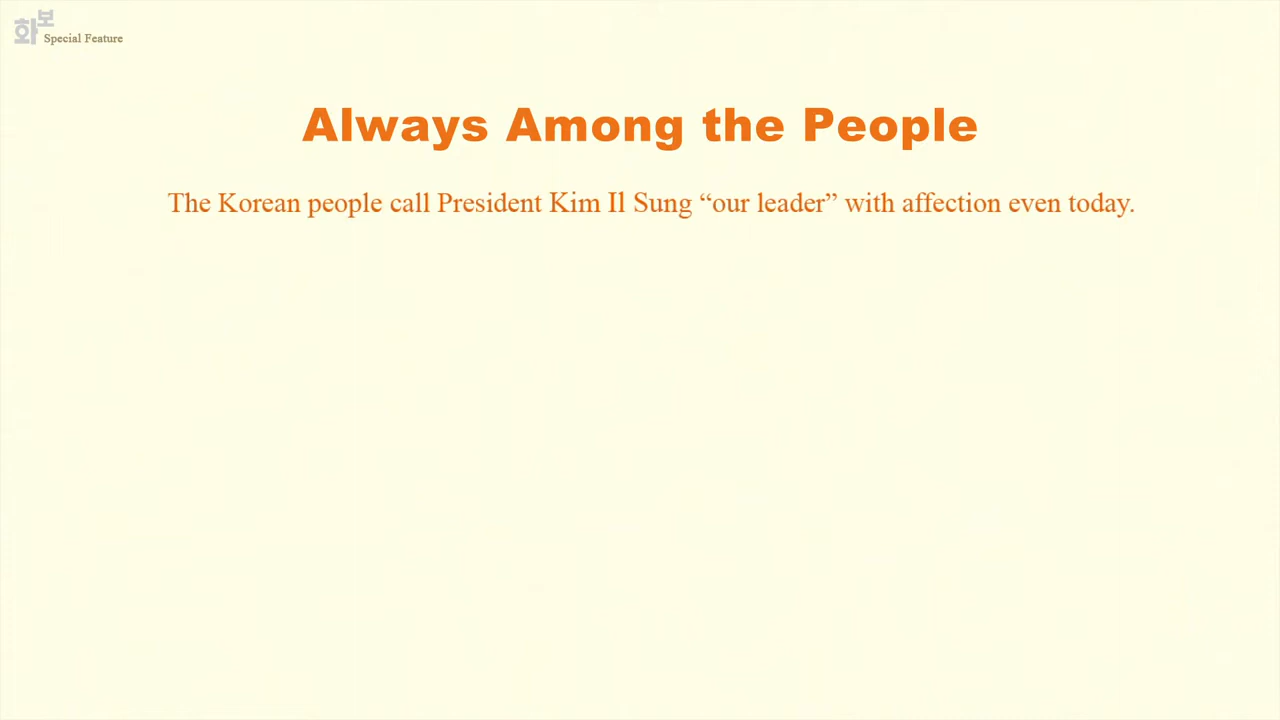 화보
Special Feature
Always Among the People
The Korean people call President Kim Il Sung “our leader” with affection even today.